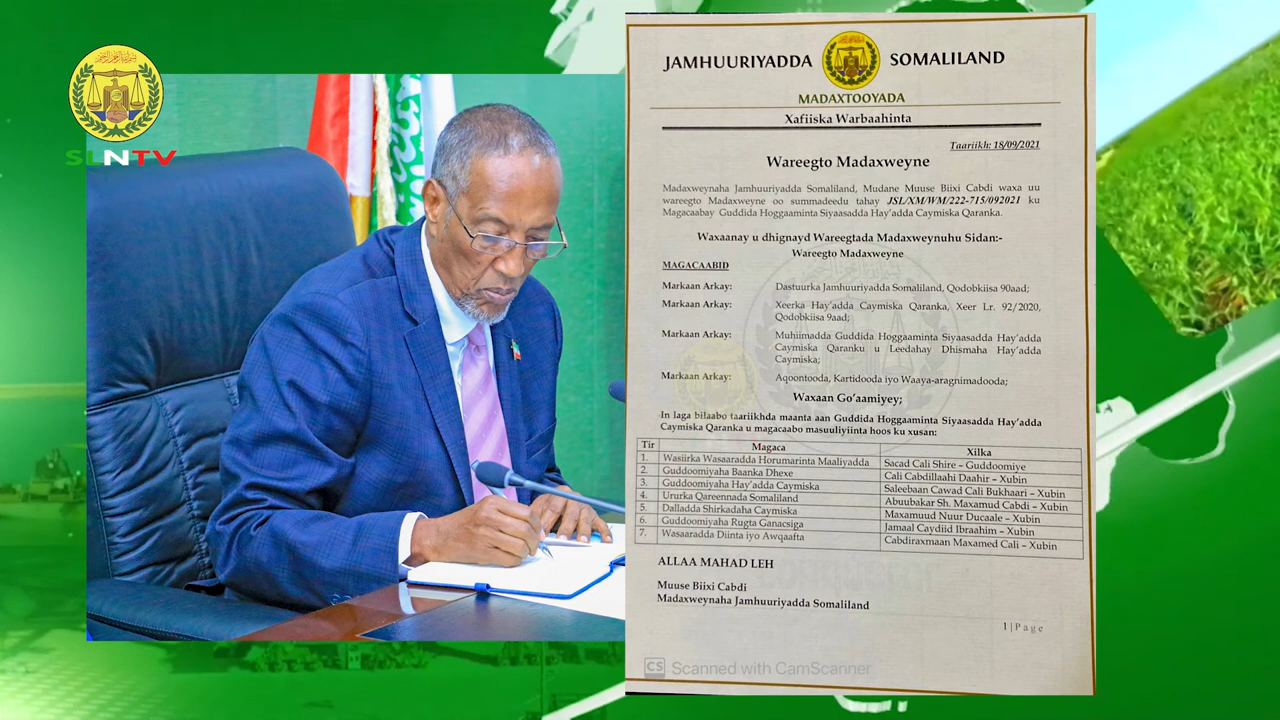 SLNTV
JAMHUURIYADDA SOMALILAND
MADAXTOOYADA
Xafiiska Warbaahinta
Taariikh: 18/09/2021
Wareegto Madaxweyne
Madaxweynaha Jamhuuriyadda Somaliland, Mudane Muuse Biixi Cabdi waxa uu
wareegto Madaxweyne oo summadeedu tahay JSL/XM/WM/222-715/092021 ku
Magacaabay Guddida Hoggaaminta Siyaasadda Hay'adda Caymiska Qaranka.
Waxaanay u dhignayd Wareegtada Madaxweynuhu Sidan:-
Wareegto Madaxweyne
MAGACAABID
Markaan Arkay: Dastuurka Jamhuuriyadda Somaliland, Qodobkiisa 90aad;
Markaan Arkay: Xeerka Hay'adda Caymiska Qaranka, Xeer Lr. 92/2020,
Qodobkiisa 9aad;
Markaan Arkay: Muhiimadda Guddida Hoggaaminta Siyaasadda Hay'adda
Caymiska Qaranku u Leedahay Dhismaha Hay'adda
Caymiska;
Markaan Arkay: Aqoontooda, Kartidooda iyo Waaya-aragnimadooda;
Waxaan Go'aamiyey;
In laga bilaabo taariikhda maanta aan Guddida Hoggaaminta Siyaasadda Hay'adda
Caymiska Qaranka u magacaabo masuuliyiinta hoos ku xusan:
Tir Magaca Xilka
1. Wasiirka Wasaaradda Horumarinta Maaliyadda Sacad Cali Shire – Guddoomiye
2. Guddoomiyaha Baanka Dhexe Cali Cabdillaahi Daahir – Xubin
3. Guddoomiyaha Hay'adda Caymiska Saleebaan Cawad Cali Bukhaari – Xubin
4. Ururka Qareennada Somaliland Abuubakar Sh. Maxamud Cabdi – Xubin
5. Dalladda Shirkadaha Caymiska Maxamuud Nuur Ducaale – Xubin
6. Guddoomiyaha Rugta Ganacsiga Jamaal Caydiid Ibraahim – Xubin
7. Wasaaradda Diinta iyo Awqaafta Cabdiraxmaan Maxamed Cali – Xubin
ALLAA MAHAD LEH
Muuse Biixi Cabdi
Madaxweynaha Jamhuuriyadda Somaliland
1 | Page
CS Scanned with CamScanner